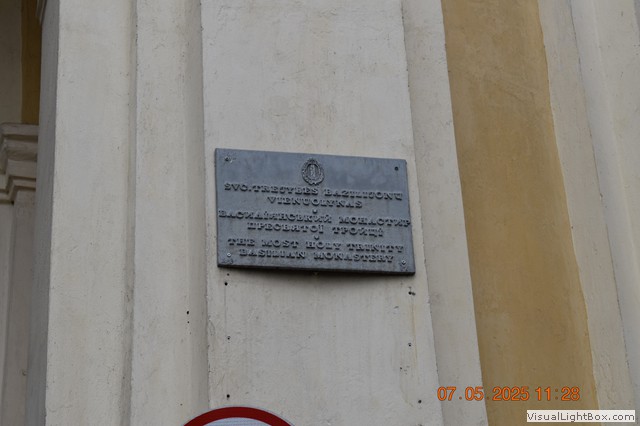 ŠVČ. TREJYBĖS BAZILIJONŲ
VIENUOLYNAS
ВАСИЛІЯНСЬКИЙ МОНАСТИР
ПРЕСВЯТОЇ ТРОЙЦІ
THE MOST HOLY TRINITY
BASILIAN MONASTERY
07.05.2025 11:28
VisualLightBox.com